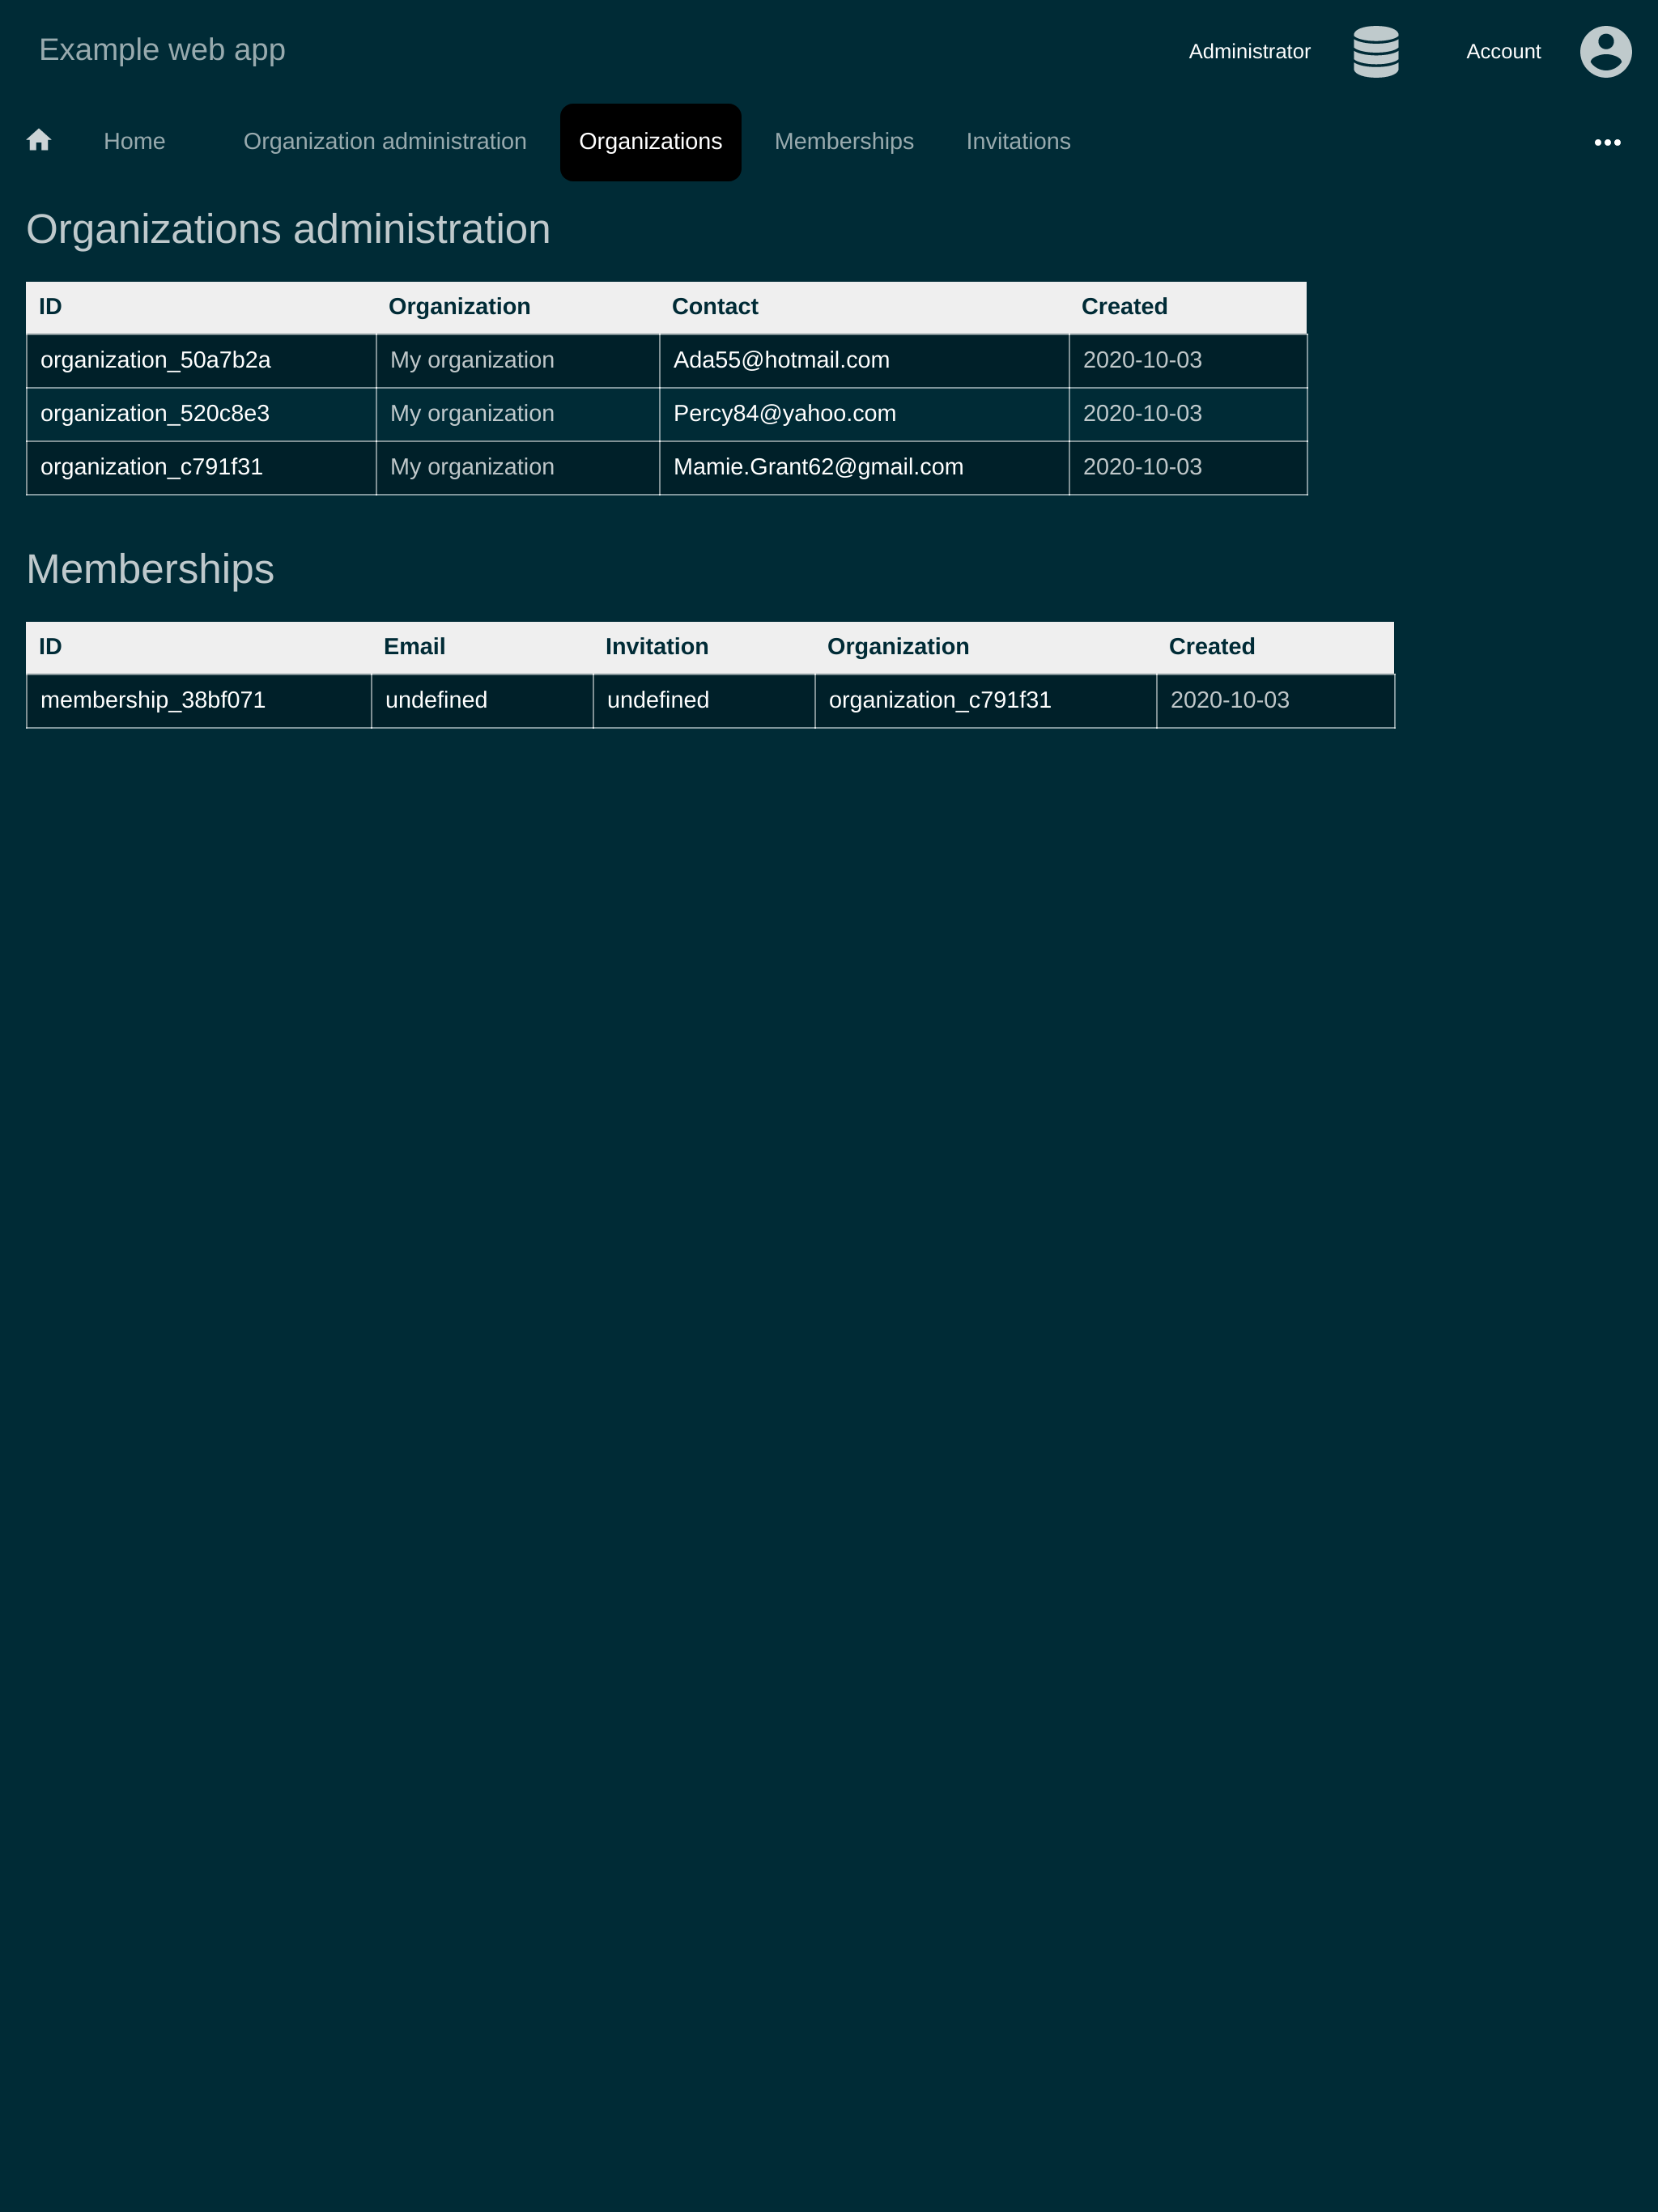 Example web app Administrator Account
Home Organization administration Organizations Memberships Invitations
Organizations administration
ID Organization Contact Created
organization_50a7b2a My organization Ada55@hotmail.com 2020-10-03
organization_520c8e3 My organization Percy84@yahoo.com 2020-10-03
organization_c791f31 My organization Mamie.Grant62@gmail.com 2020-10-03
Memberships
ID Email Invitation Organization Created
membership_38bf071 undefined undefined organization_c791f31 2020-10-03